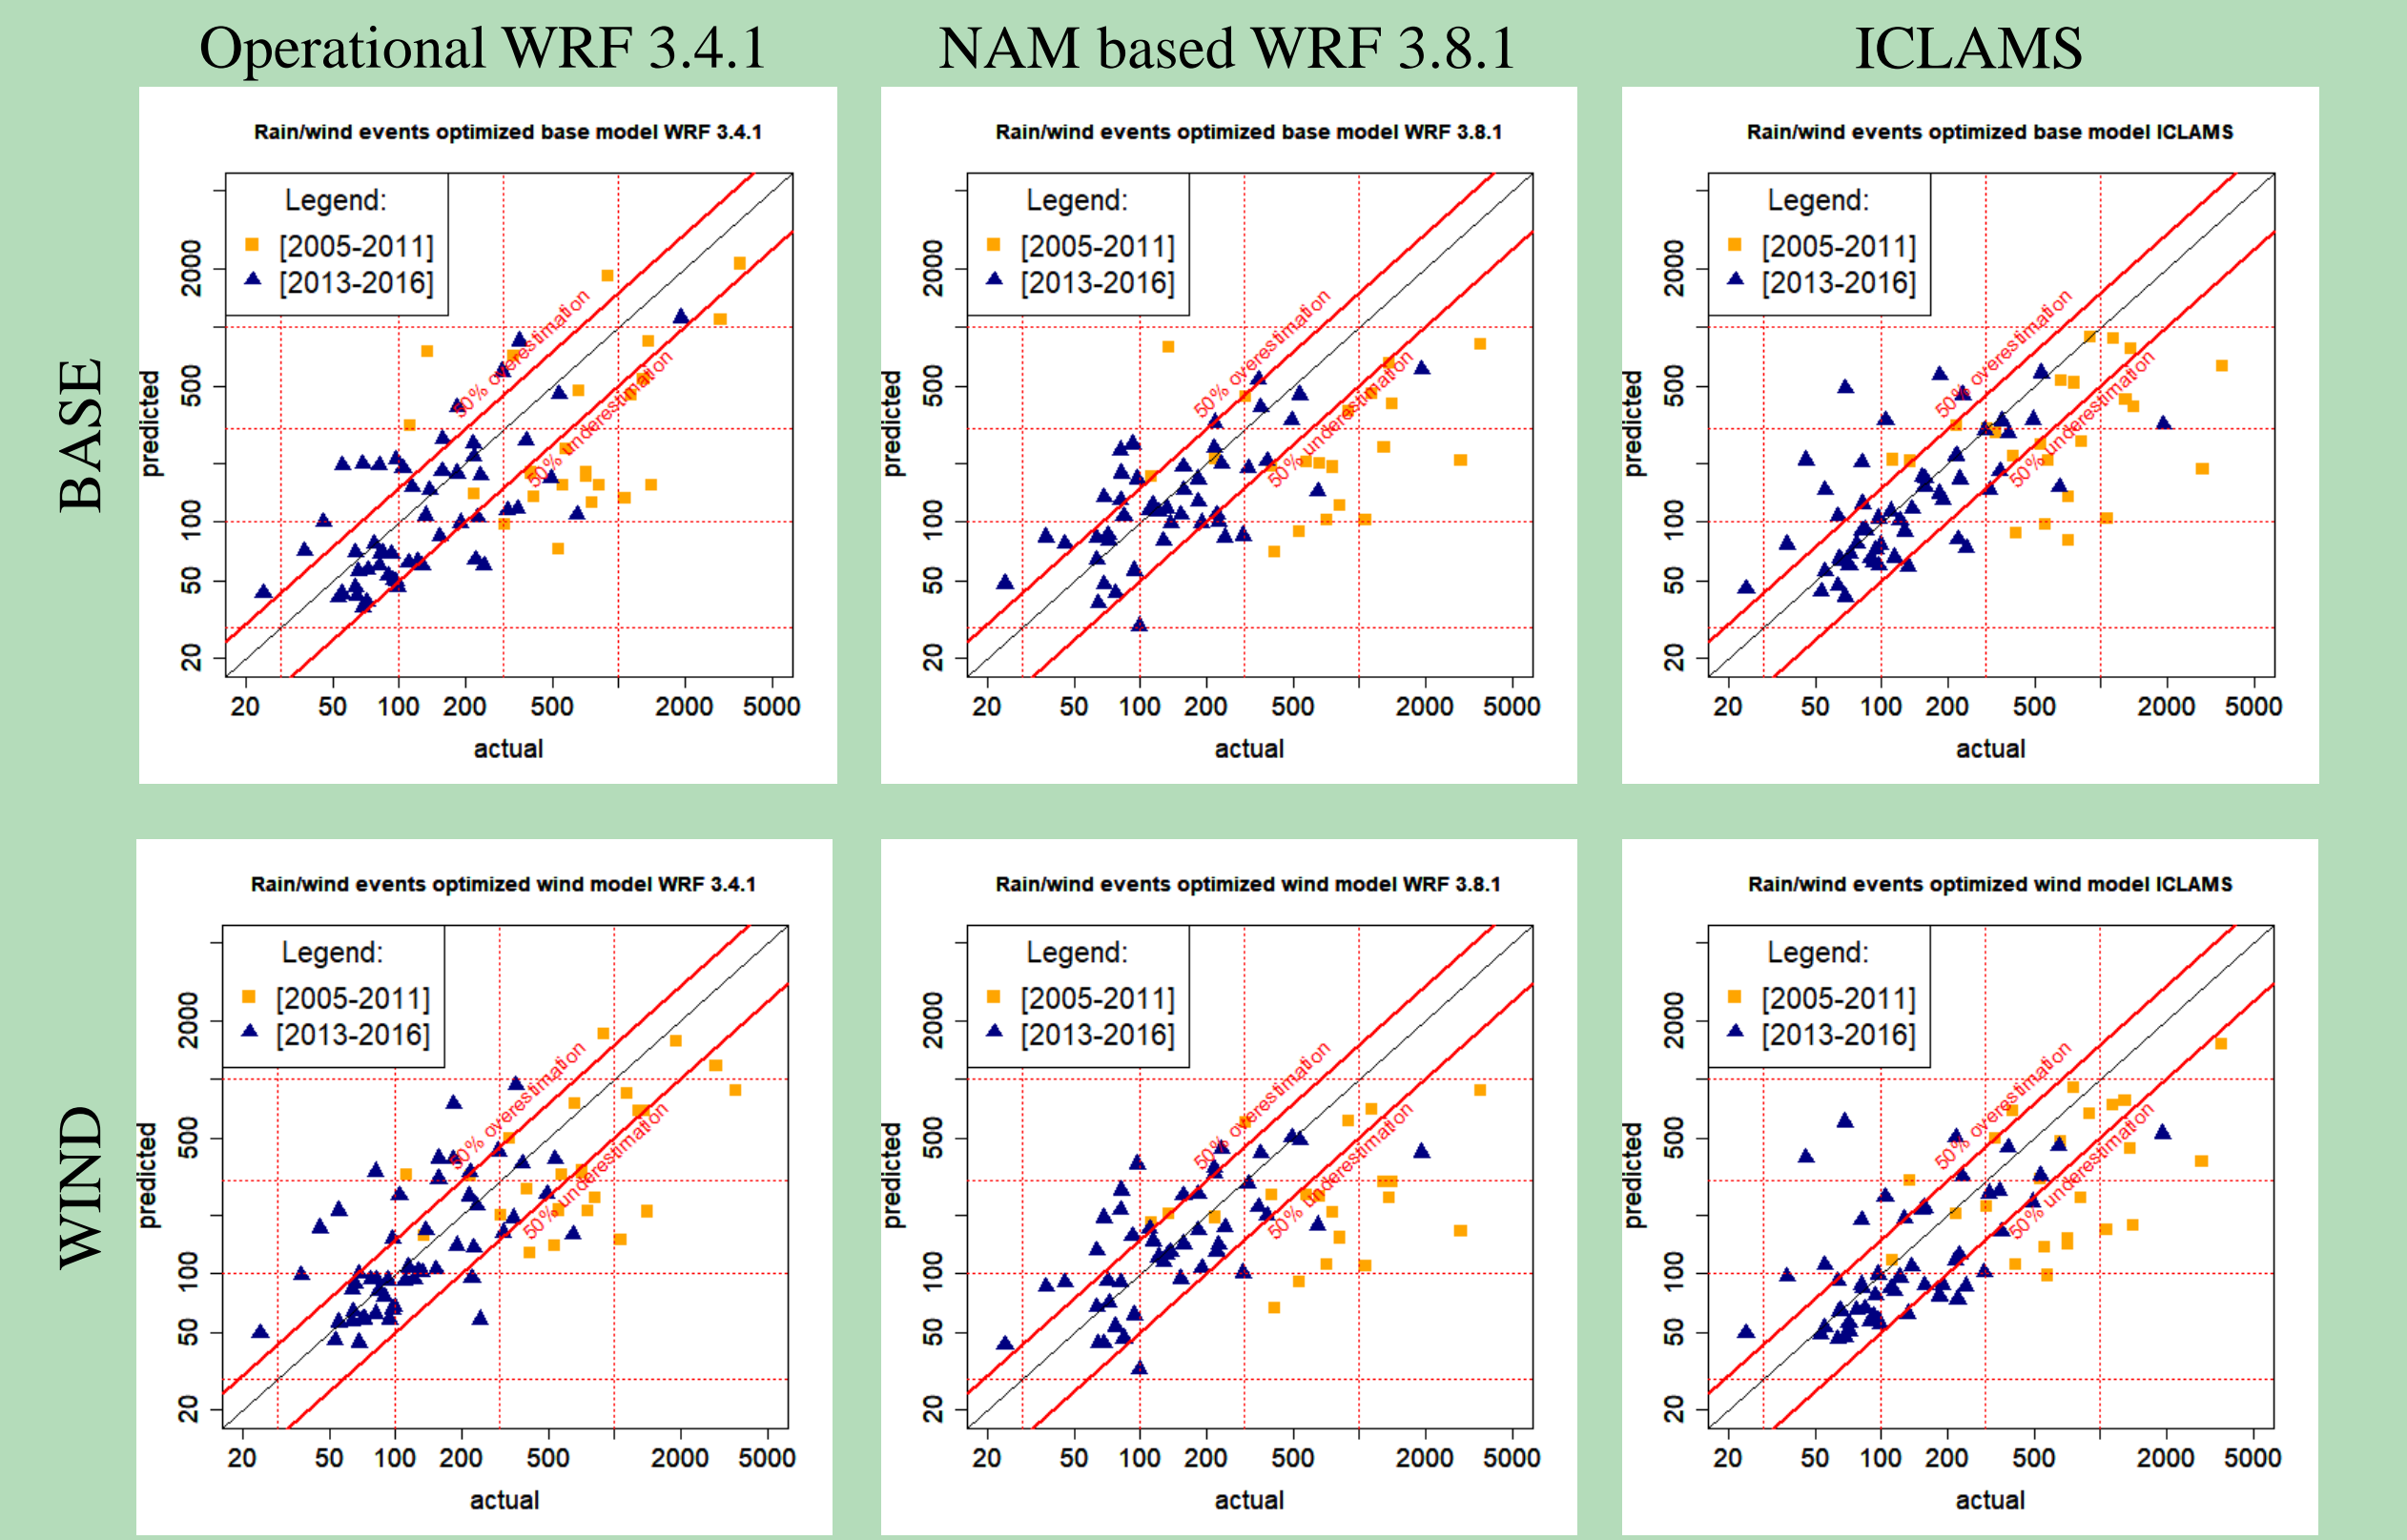 Operational WRF 3.4.1
NAM based WRF 3.8.1
ICLAMS
BASE
Rain/wind events optimized base model WRF 3.4.1
Legend:
[2005-2011]
[2013-2016]
50% overestimation
50% underestimation
predicted
2000
500
100
50
20
20 50 100 200 500 2000 5000
actual
Rain/wind events optimized base model WRF 3.8.1
Legend:
[2005-2011]
[2013-2016]
50% overestimation
50% underestimation
predicted
2000
500
100
50
20
20 50 100 200 500 2000 5000
actual
Rain/wind events optimized base model ICLAMS
Legend:
[2005-2011]
[2013-2016]
50% overestimation
50% underestimation
predicted
2000
500
100
50
20
20 50 100 200 500 2000 5000
actual
WIND
Rain/wind events optimized wind model WRF 3.4.1
Legend:
[2005-2011]
[2013-2016]
50% overestimation
50% underestimation
predicted
2000
500
100
50
20
20 50 100 200 500 2000 5000
actual
Rain/wind events optimized wind model WRF 3.8.1
Legend:
[2005-2011]
[2013-2016]
50% overestimation
50% underestimation
predicted
2000
500
100
50
20
20 50 100 200 500 2000 5000
actual
Rain/wind events optimized wind model ICLAMS
Legend:
[2005-2011]
[2013-2016]
50% overestimation
50% underestimation
predicted
2000
500
100
50
20
20 50 100 200 500 2000 5000
actual